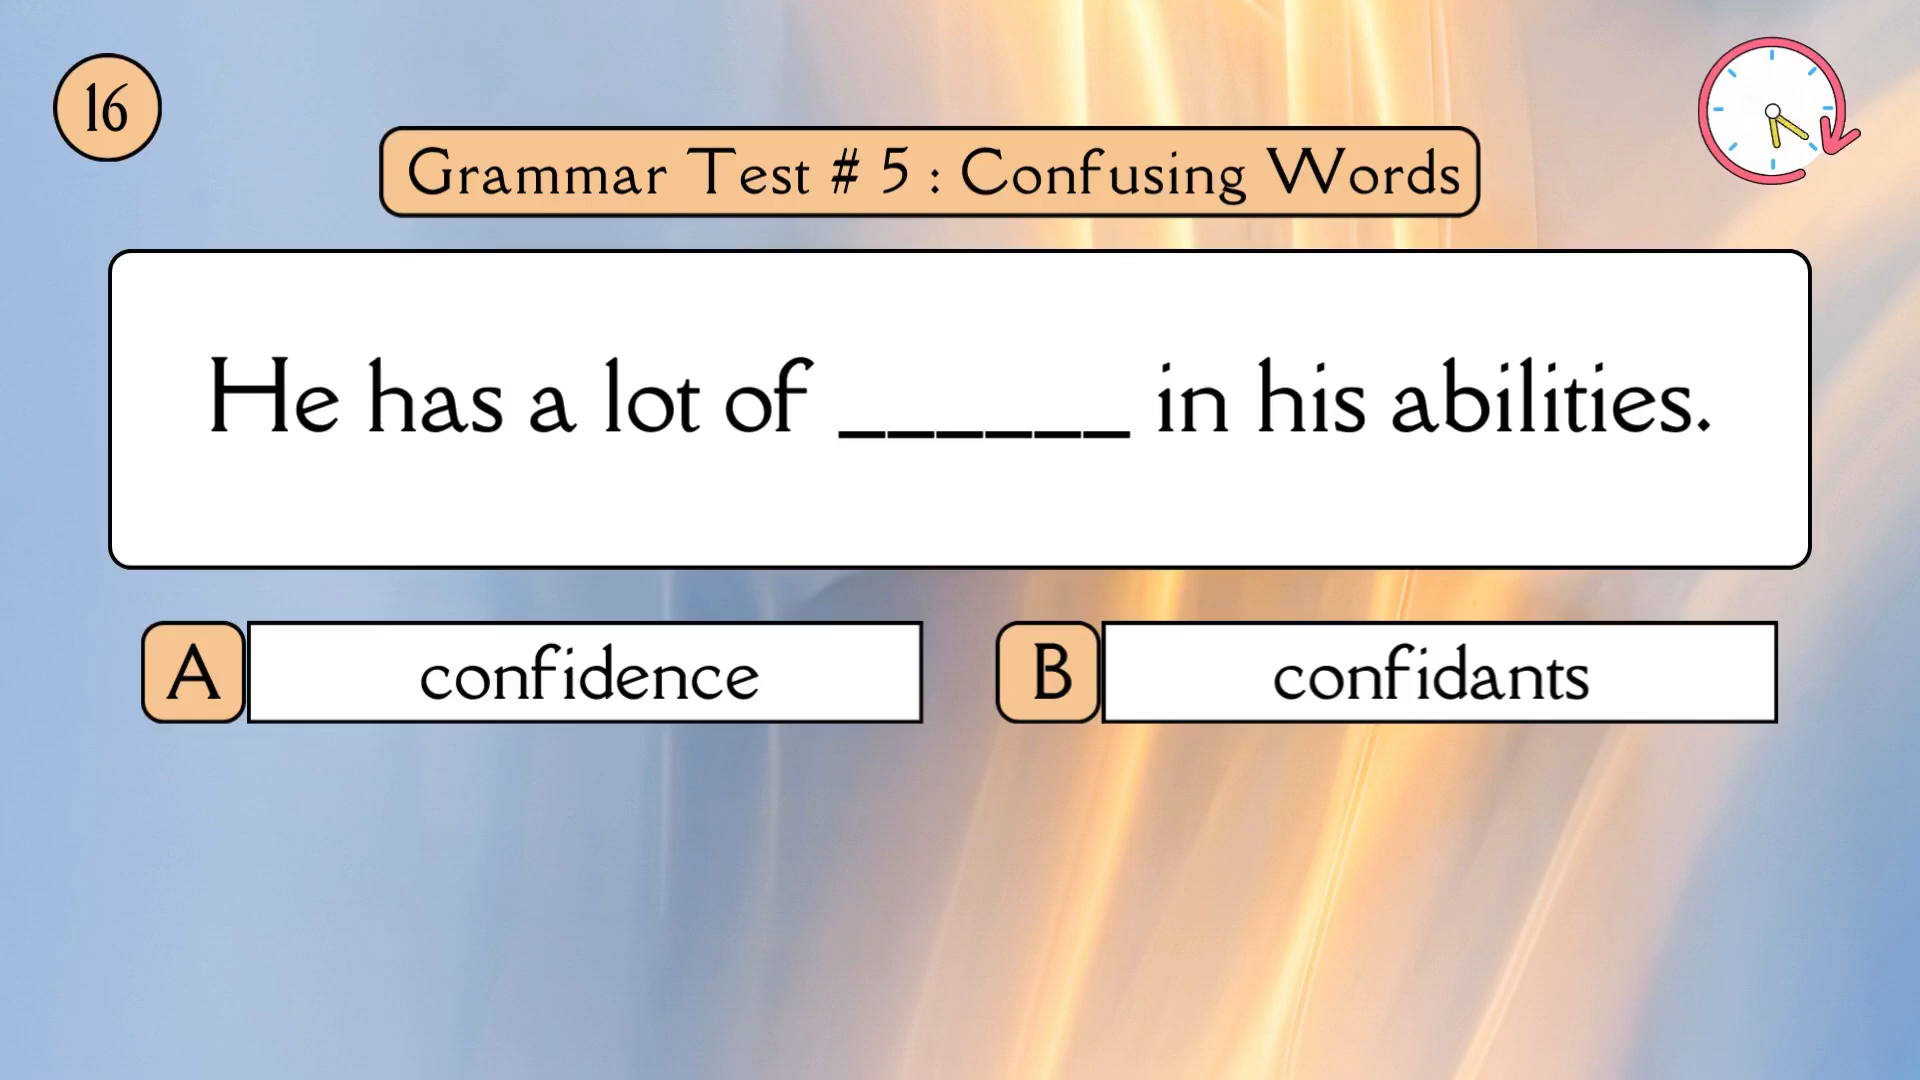 16
Grammar Test # 5 : Confusing Words
He has a lot of ______ in his abilities.
A confidence
B confidants